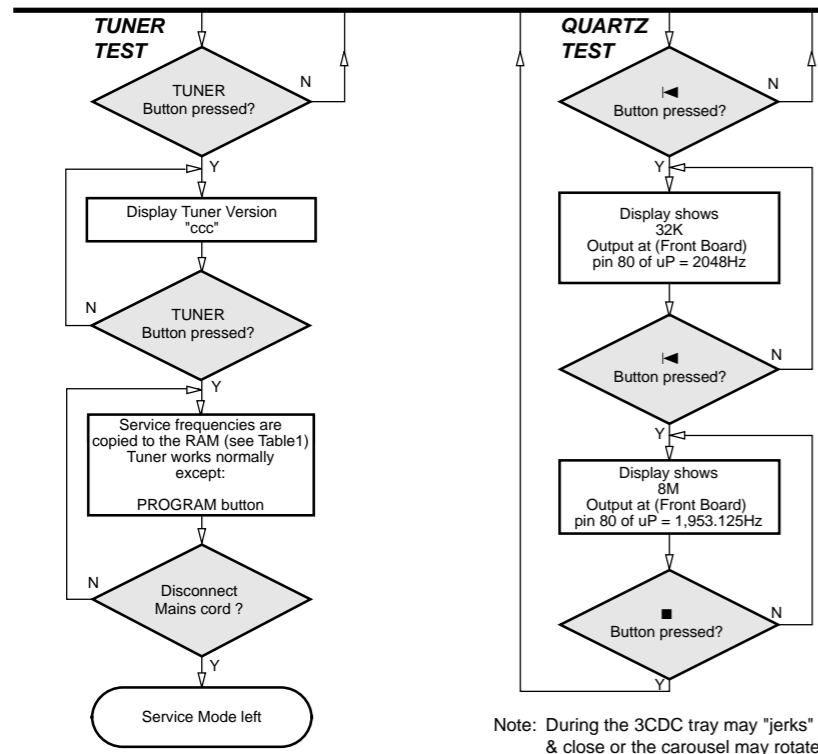 TUNER
TEST
TUNER
Button pressed?
N
Y
Display Tuner Version
"ccc"
TUNER
Button pressed?
N
Y
Service frequencies are
copied to the RAM (see Table1)
Tuner works normally
except:
PROGRAM button
Disconnect
Mains cord ?
N
Y
Service Mode left
QUARTZ
TEST
Button pressed?
N
Y
Display shows
32K
Output at (Front Board)
pin 80 of uP = 2048Hz
Button pressed?
N
Y
Display shows
8M
Output at (Front Board)
pin 80 of uP = 1,953.125Hz
Button pressed?
N
Y
Note: During the 3CDC tray may "jerks"
& close or the carousel may rotate